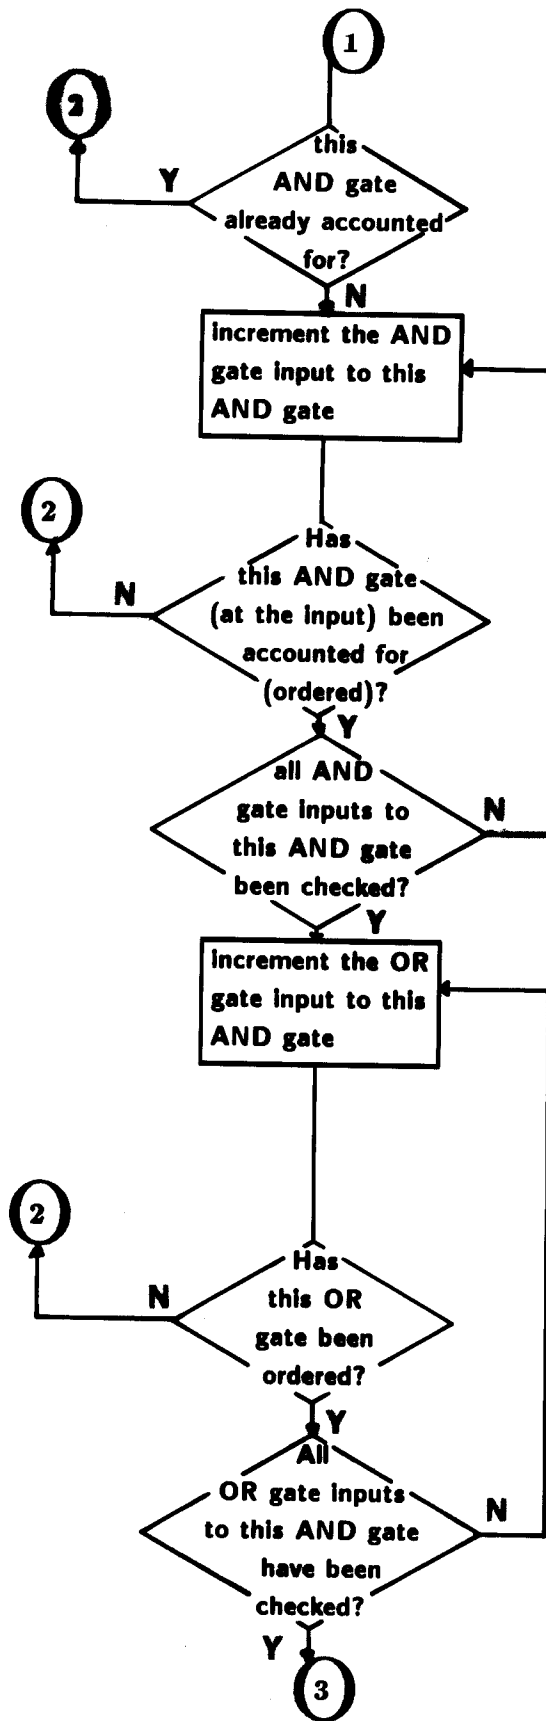 1
2
this
Y
AND gate
already accounted
for?
N
increment the AND
gate input to this
AND gate
2
Has
this AND gate
N
(at the input) been
accounted for
(ordered)?
Y
all AND
gate inputs to
N
this AND gate
been checked?
Y
increment the OR
gate input to this
AND gate
2
Has
N
this OR
gate been
ordered?
Y
All
OR gate inputs
N
to this AND gate
have been
checked?
Y
3